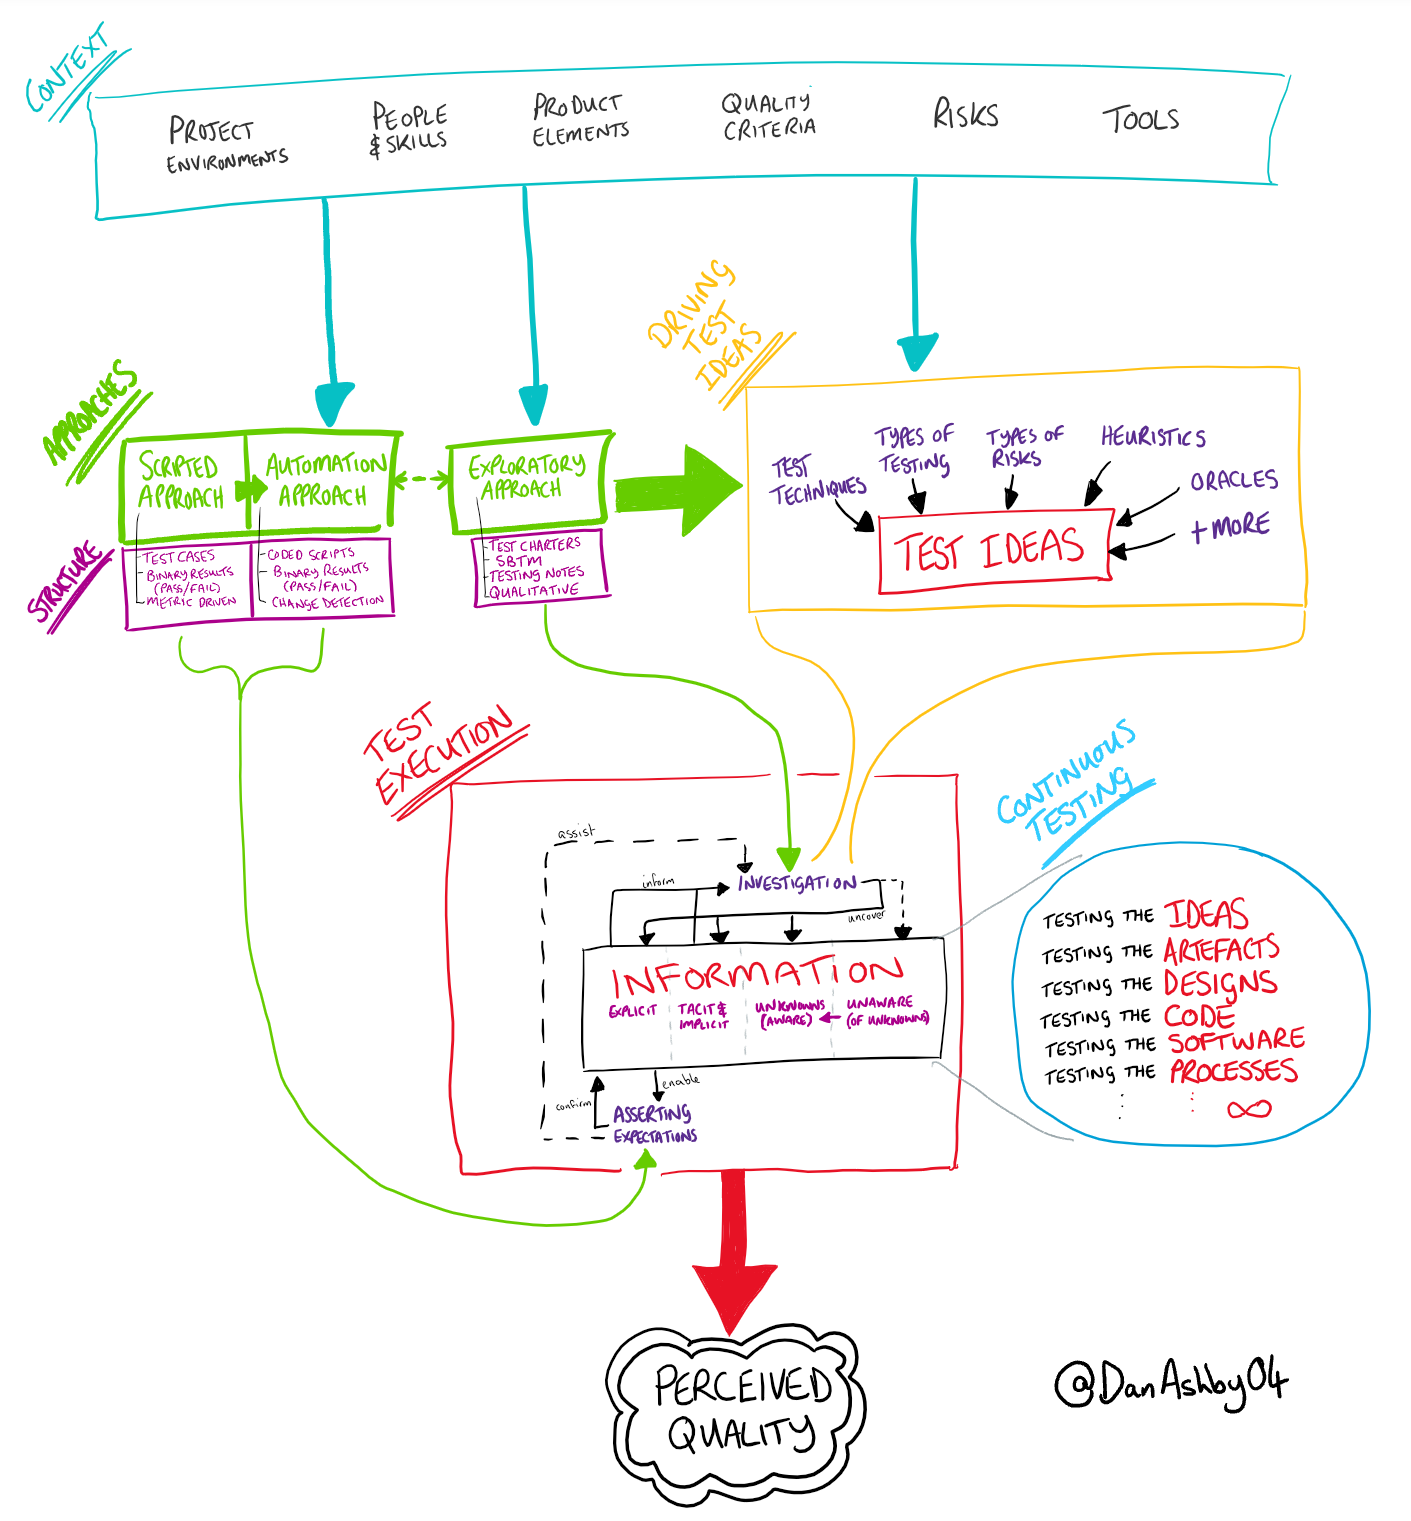 CONTEXT
PROJECT
ENVIRONMENTS
PEOPLE
& SKILLS
PRODUCT
ELEMENTS
QUALITY
CRITERIA
RISKS
TOOLS
DRIVING
TEST
IDEAS
APPROACHES
SCRIPTED
APPROACH
AUTOMATION
APPROACH
EXPLORATORY
APPROACH
STRUCTURE
- TEST CASES
- BINARY RESULTS
(PASS/FAIL)
- METRIC DRIVEN
- CODED SCRIPTS
- BINARY RESULTS
(PASS/FAIL)
- CHANGE DETECTION
- TEST CHARTERS
- SBTM
- TESTING NOTES
- QUALITATIVE
TEST
TECHNIQUES
TYPES OF
TESTING
TYPES OF
RISKS
HEURISTICS
ORACLES
+ MORE
TEST IDEAS
TEST
EXECUTION
assist
inform
INVESTIGATION
uncover
INFORMATION
EXPLICIT
TACIT &
IMPLICIT
UNKNOWNS
(AWARE)
UNAWARE
(OF UNKNOWNS)
confirm
enable
ASSERTING
EXPECTATIONS
CONTINUOUS
TESTING
TESTING THE IDEAS
TESTING THE ARTEFACTS
TESTING THE DESIGNS
TESTING THE CODE
TESTING THE SOFTWARE
TESTING THE PROCESSES
∞
PERCEIVED
QUALITY
@DanAshby04